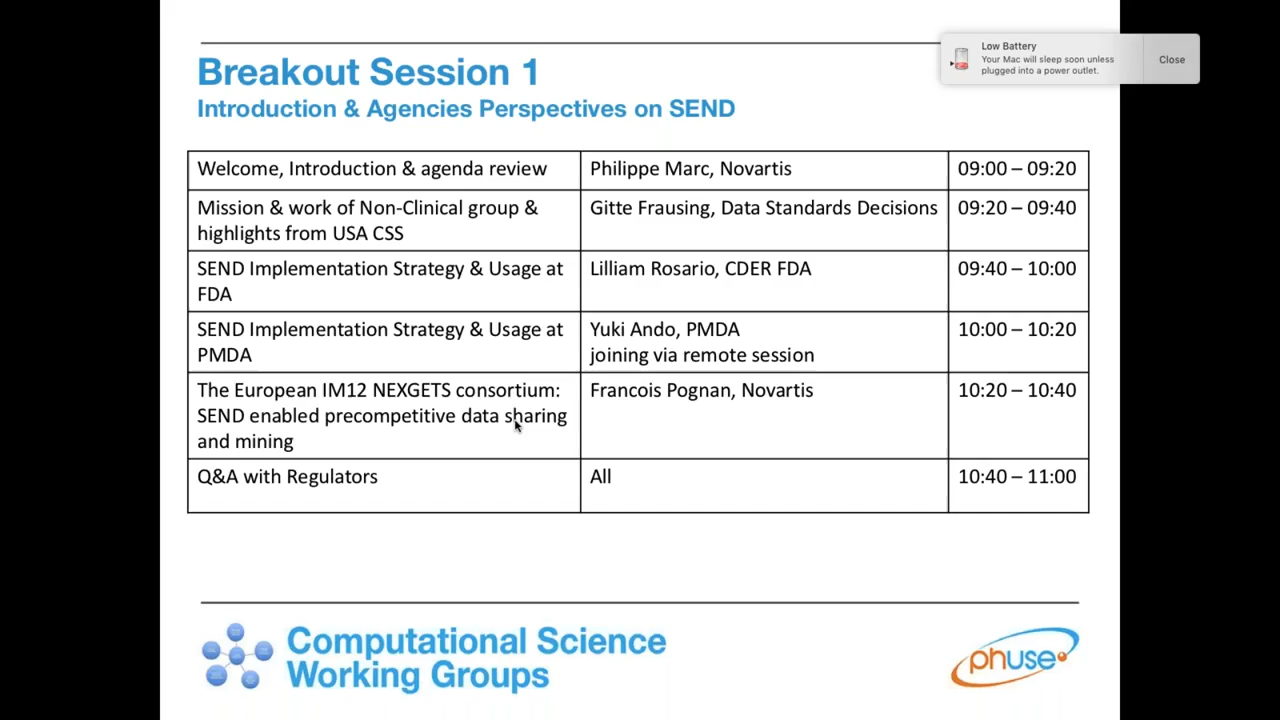 Low Battery
Your Mac will sleep soon unless
plugged into a power outlet.
Close
Breakout Session 1
Introduction & Agencies Perspectives on SEND
Welcome, Introduction & agenda review
Philippe Marc, Novartis
09:00 – 09:20
Mission & work of Non-Clinical group &
highlights from USA CSS
Gitte Frausing, Data Standards Decisions
09:20 – 09:40
SEND Implementation Strategy & Usage at
FDA
Lilliam Rosario, CDER FDA
09:40 – 10:00
SEND Implementation Strategy & Usage at
PMDA
Yuki Ando, PMDA
joining via remote session
10:00 – 10:20
The European IM12 NEXGETS consortium:
SEND enabled precompetitive data sharing
and mining
Francois Pognan, Novartis
10:20 – 10:40
Q&A with Regulators
All
10:40 – 11:00
Computational Science
Working Groups
phuse